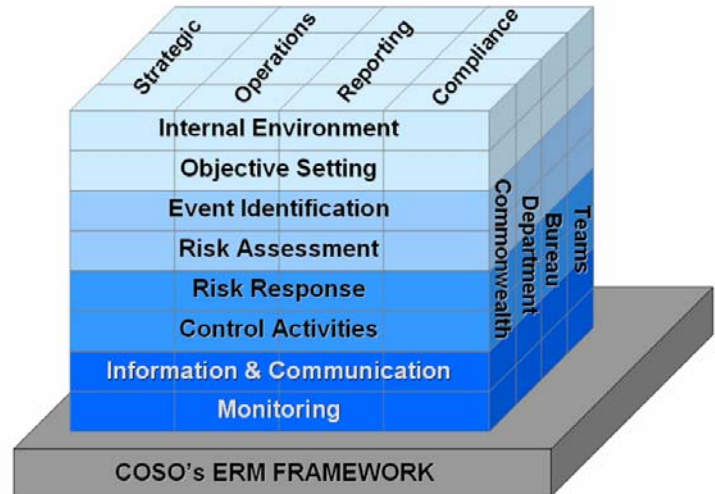 Strategic
Operations
Reporting
Compliance
Internal Environment
Objective Setting
Event Identification
Risk Assessment
Risk Response
Control Activities
Information & Communication
Monitoring
Commonwealth
Department
Bureau
Teams
COSO's ERM FRAMEWORK